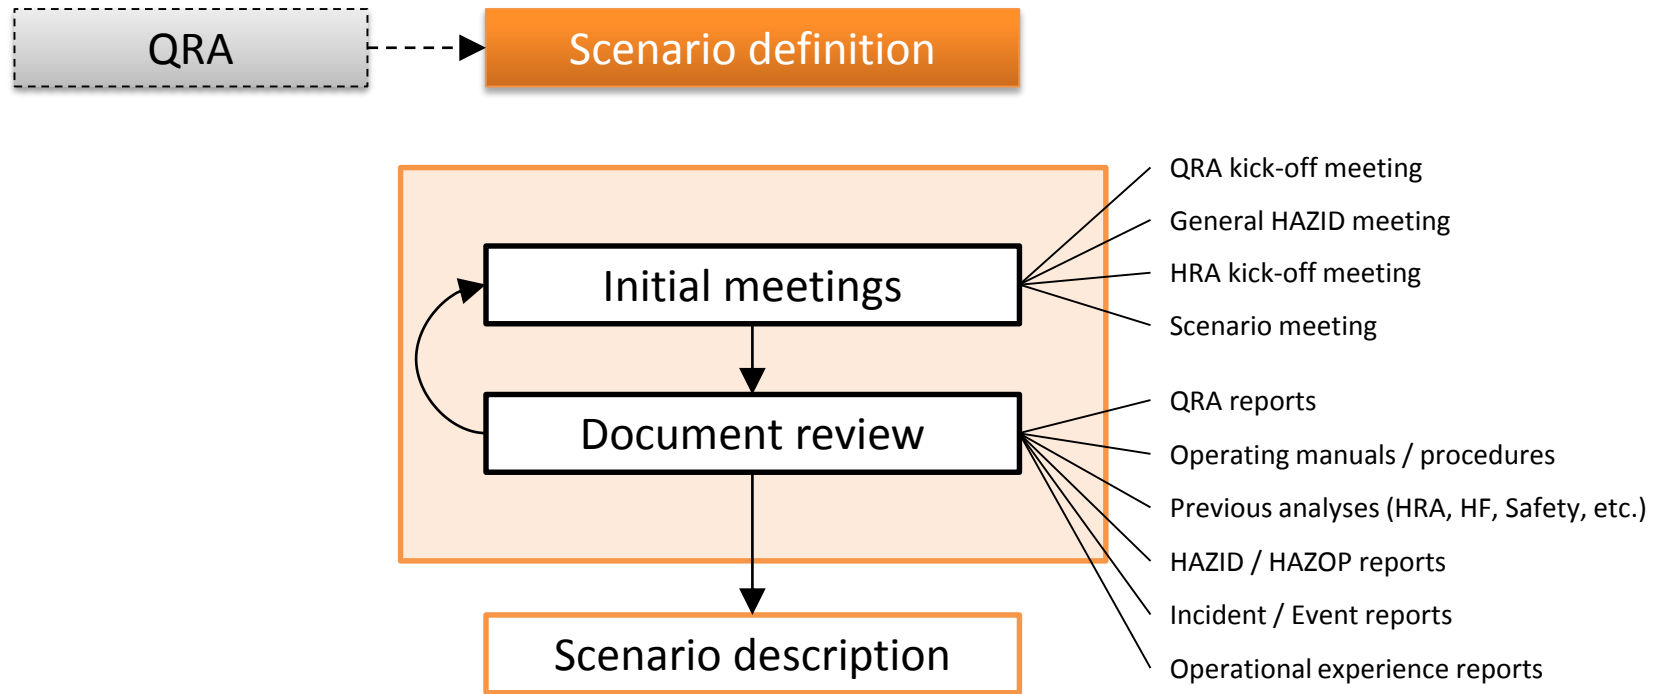 QRA
Scenario definition
Initial meetings
QRA kick-off meeting
General HAZID meeting
HRA kick-off meeting
Scenario meeting
Document review
QRA reports
Operating manuals / procedures
Previous analyses (HRA, HF, Safety, etc.)
HAZID / HAZOP reports
Incident / Event reports
Operational experience reports
Scenario description